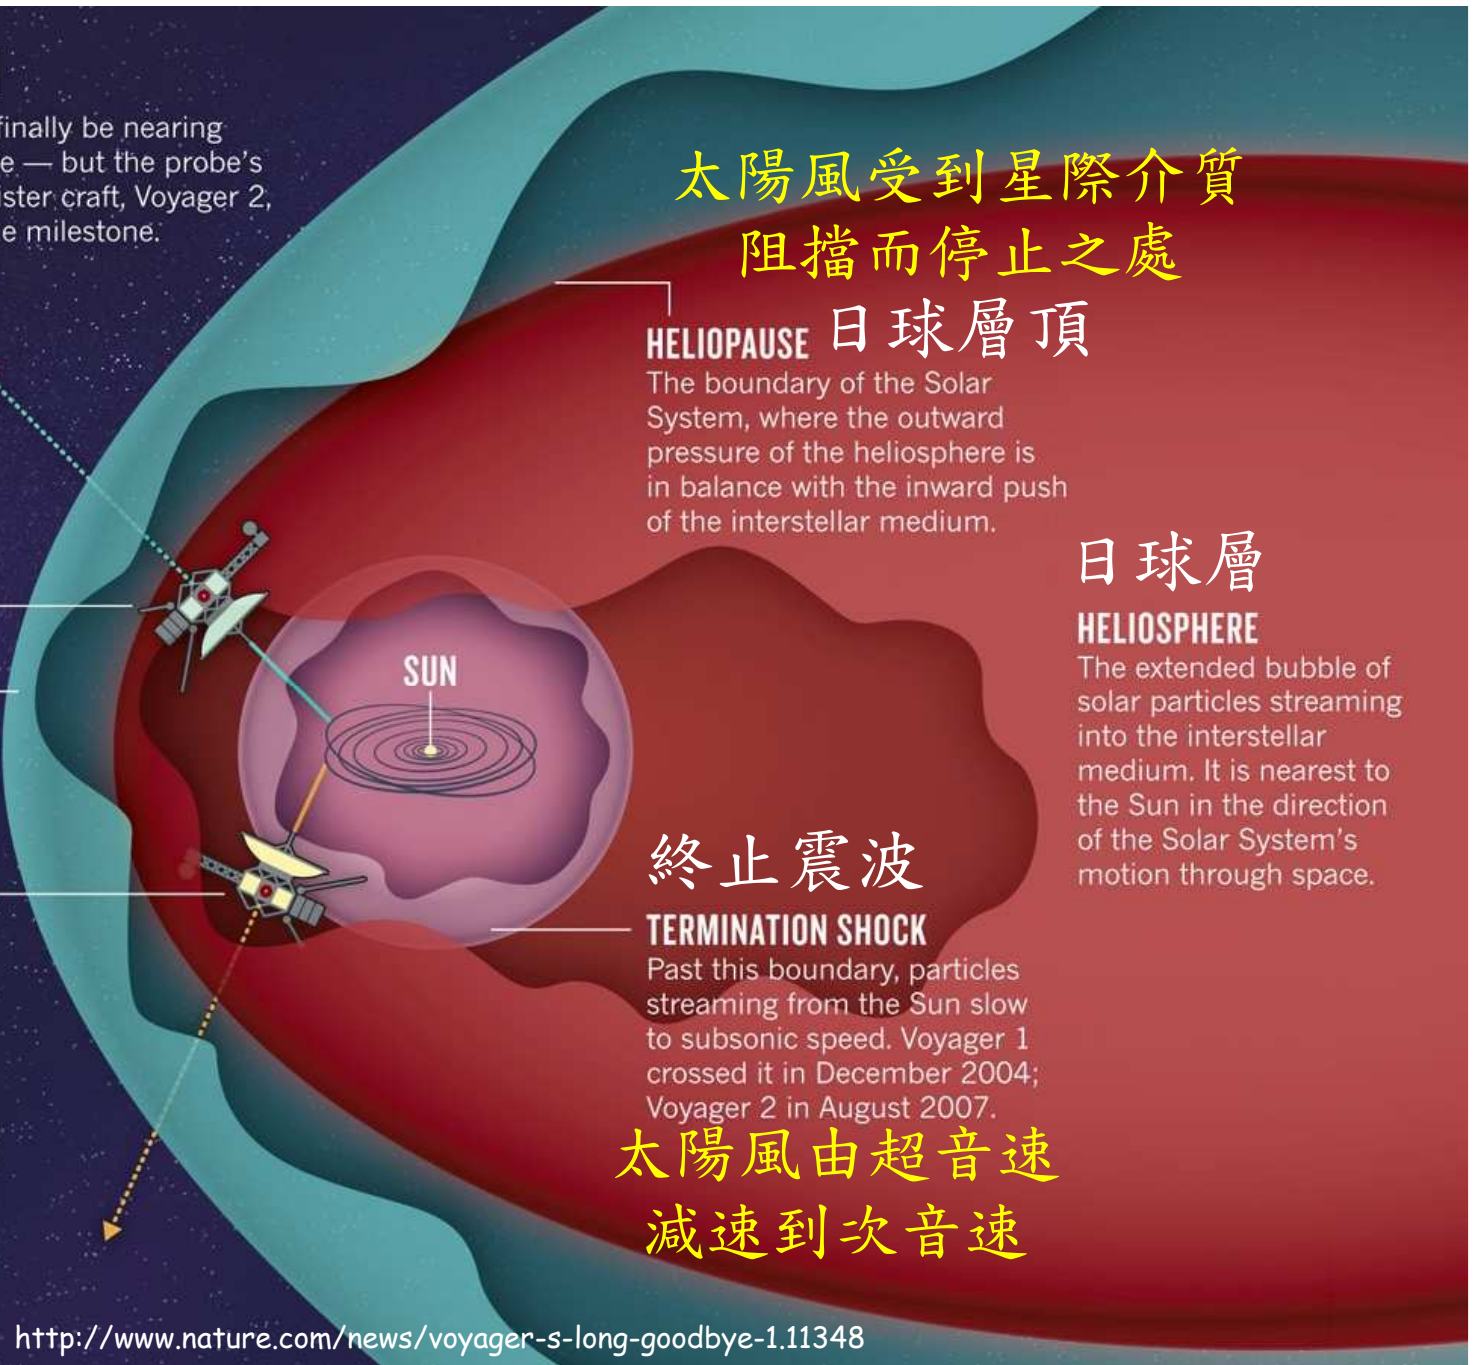 finally be nearing
e — but the probe's
ister craft, Voyager 2,
e milestone.
太陽風受到星際介質
阻擋而停止之處
HELIOPAUSE 日球層頂
The boundary of the Solar
System, where the outward
pressure of the heliosphere is
in balance with the inward push
of the interstellar medium.
日球層
HELIOSPHERE
The extended bubble of
solar particles streaming
into the interstellar
medium. It is nearest to
the Sun in the direction
of the Solar System's
motion through space.
SUN
終止震波
TERMINATION SHOCK
Past this boundary, particles
streaming from the Sun slow
to subsonic speed. Voyager 1
crossed it in December 2004;
Voyager 2 in August 2007.
太陽風由超音速
減速到次音速
http://www.nature.com/news/voyager-s-long-goodbye-1.11348